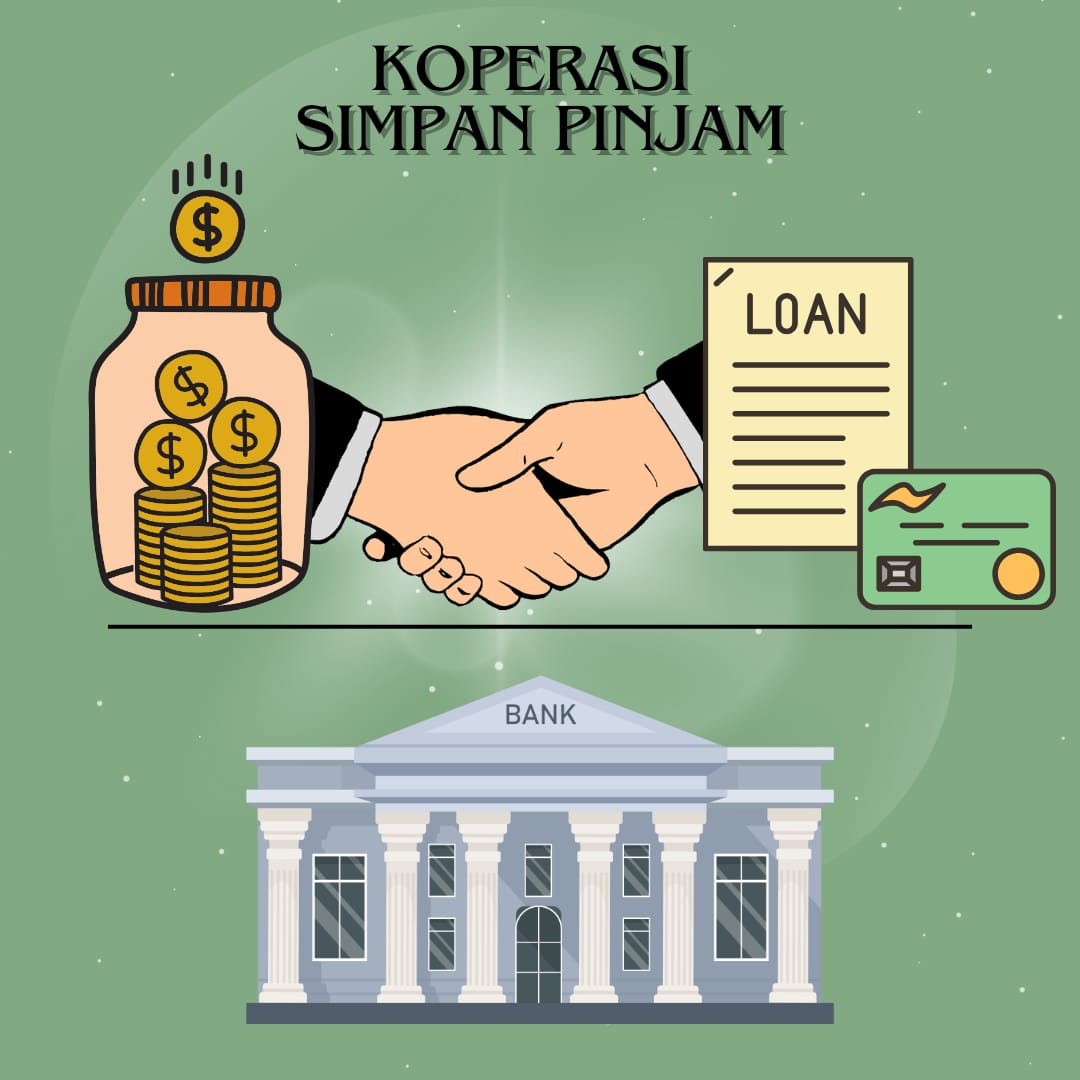 KOPERASI
SIMPAN PINJAM
$
$
$
$
LOAN
BANK